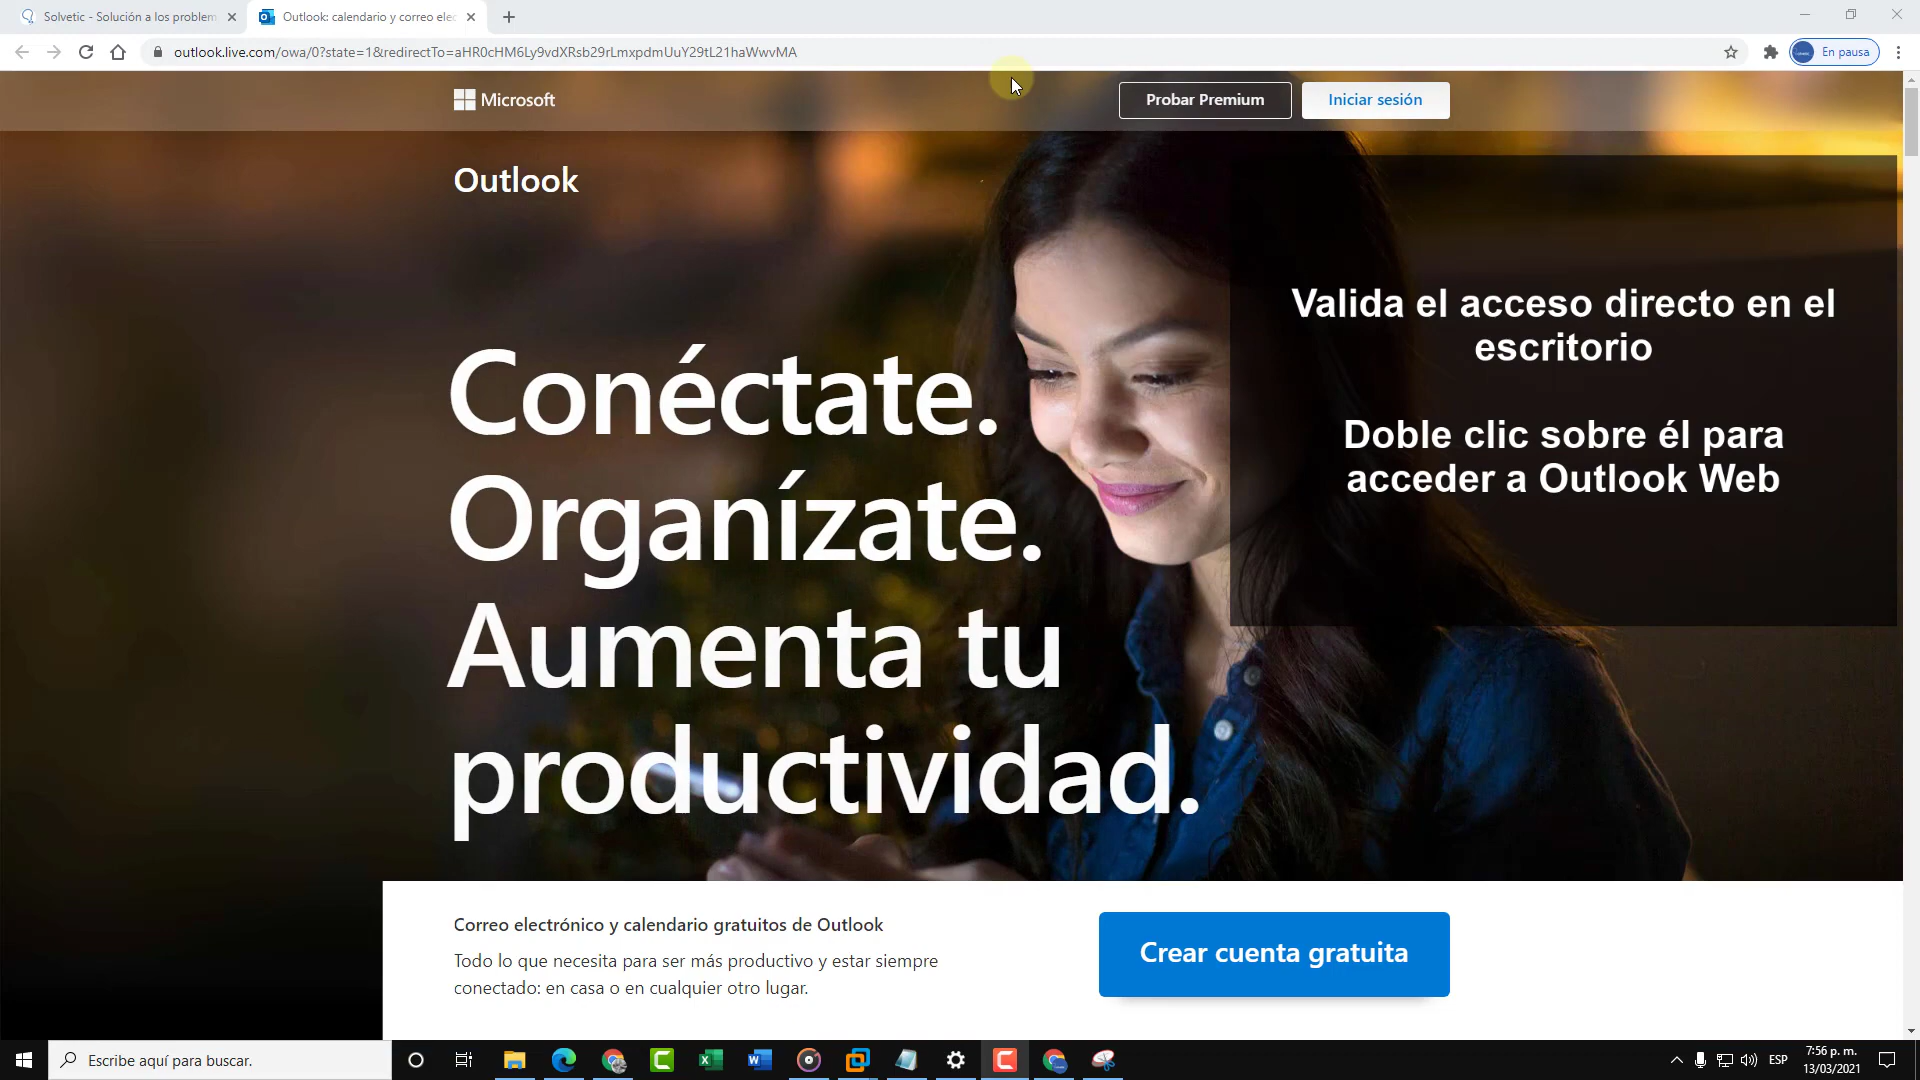 Solvetic - Solución a los problem
Outlook: calendario y correo elec
outlook.live.com/owa/0?state=1&redirectTo=aHR0cHM6Ly9vdXRsb29rLmxpdmUuY29tL21haWwvMA
En pausa
Microsoft
Probar Premium
Iniciar sesión
Outlook
Valida el acceso directo en el
escritorio
Doble clic sobre él para
acceder a Outlook Web
Conéctate.
Organízate.
Aumenta tu
productividad.
Correo electrónico y calendario gratuitos de Outlook
Todo lo que necesita para ser más productivo y estar siempre
conectado: en casa o en cualquier otro lugar.
Crear cuenta gratuita
Escribe aquí para buscar.
ESP
7:56 p. m.
13/03/2021